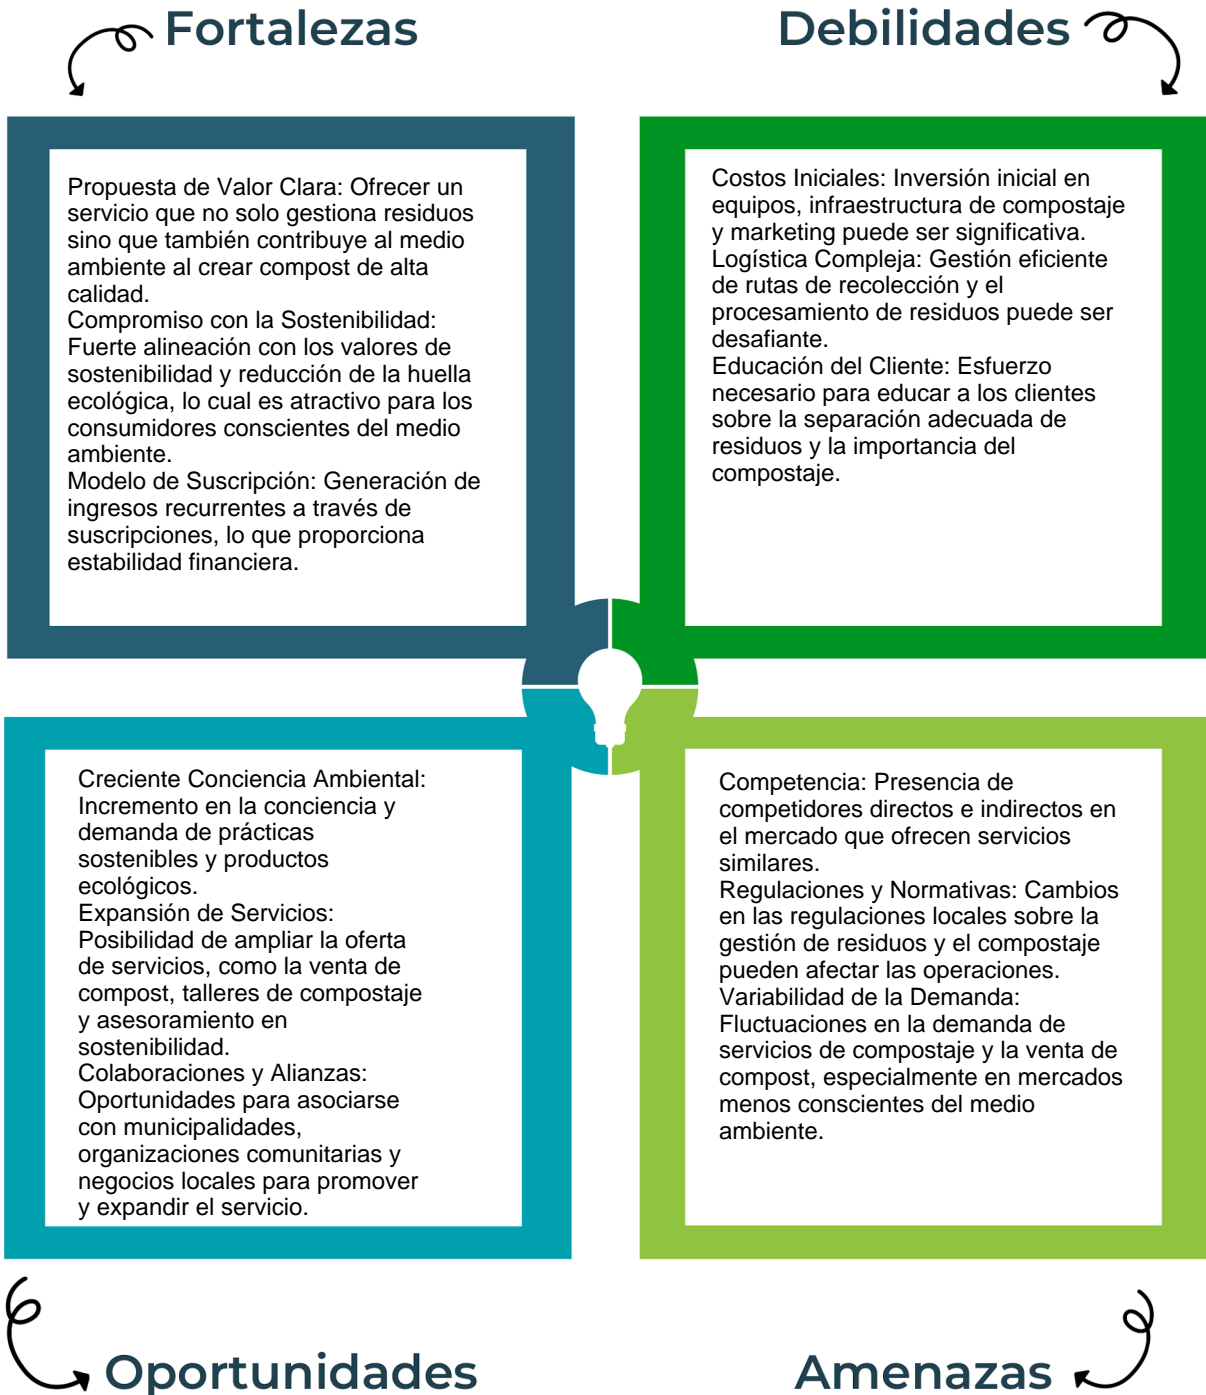 Fortalezas
Propuesta de Valor Clara: Ofrecer un
servicio que no solo gestiona residuos
sino que también contribuye al medio
ambiente al crear compost de alta
calidad.
Compromiso con la Sostenibilidad:
Fuerte alineación con los valores de
sostenibilidad y reducción de la huella
ecológica, lo cual es atractivo para los
consumidores conscientes del medio
ambiente.
Modelo de Suscripción: Generación de
ingresos recurrentes a través de
suscripciones, lo que proporciona
estabilidad financiera.
Debilidades
Costos Iniciales: Inversión inicial en
equipos, infraestructura de compostaje
y marketing puede ser significativa.
Logística Compleja: Gestión eficiente
de rutas de recolección y el
procesamiento de residuos puede ser
desafiante.
Educación del Cliente: Esfuerzo
necesario para educar a los clientes
sobre la separación adecuada de
residuos y la importancia del
compostaje.
Creciente Conciencia Ambiental:
Incremento en la conciencia y
demanda de prácticas
sostenibles y productos
ecológicos.
Expansión de Servicios:
Posibilidad de ampliar la oferta
de servicios, como la venta de
compost, talleres de compostaje
y asesoramiento en
sostenibilidad.
Colaboraciones y Alianzas:
Oportunidades para asociarse
con municipalidades,
organizaciones comunitarias y
negocios locales para promover
y expandir el servicio.
Oportunidades
Competencia: Presencia de
competidores directos e indirectos en
el mercado que ofrecen servicios
similares.
Regulaciones y Normativas: Cambios
en las regulaciones locales sobre la
gestión de residuos y el compostaje
pueden afectar las operaciones.
Variabilidad de la Demanda:
Fluctuaciones en la demanda de
servicios de compostaje y la venta de
compost, especialmente en mercados
menos conscientes del medio
ambiente.
Amenazas